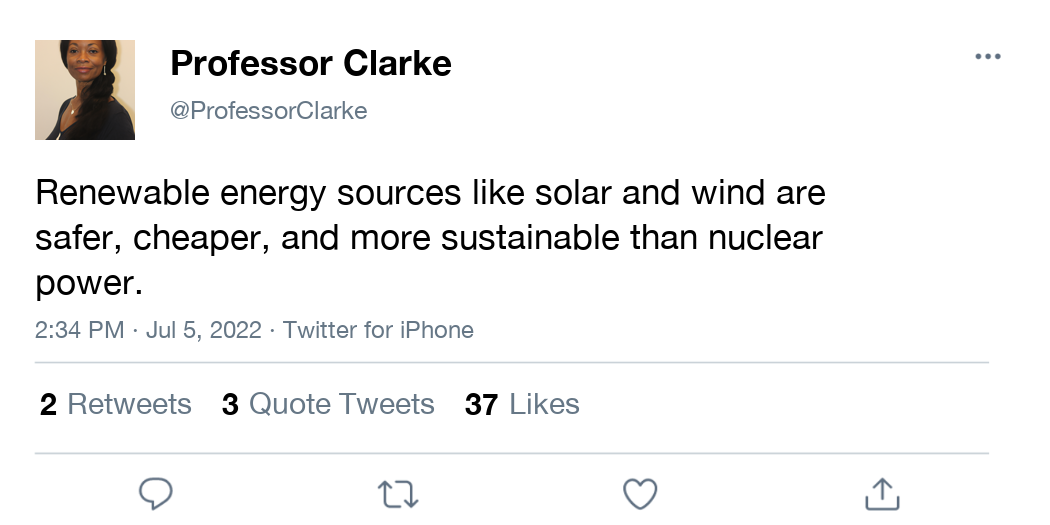 Professor Clarke
@ProfessorClarke
Renewable energy sources like solar and wind are
safer, cheaper, and more sustainable than nuclear
power.
2:34 PM · Jul 5, 2022 · Twitter for iPhone
2 Retweets 3 Quote Tweets 37 Likes